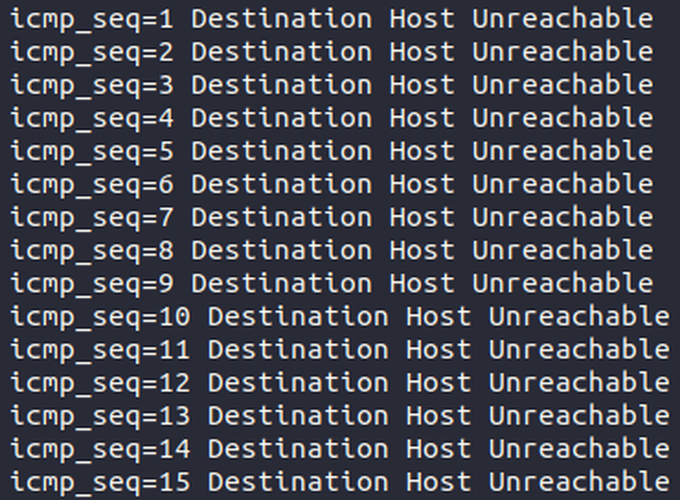 icmp_seq=1 Destination Host Unreachable
icmp_seq=2 Destination Host Unreachable
icmp_seq=3 Destination Host Unreachable
icmp_seq=4 Destination Host Unreachable
icmp_seq=5 Destination Host Unreachable
icmp_seq=6 Destination Host Unreachable
icmp_seq=7 Destination Host Unreachable
icmp_seq=8 Destination Host Unreachable
icmp_seq=9 Destination Host Unreachable
icmp_seq=10 Destination Host Unreachable
icmp_seq=11 Destination Host Unreachable
icmp_seq=12 Destination Host Unreachable
icmp_seq=13 Destination Host Unreachable
icmp_seq=14 Destination Host Unreachable
icmp_seq=15 Destination Host Unreachable